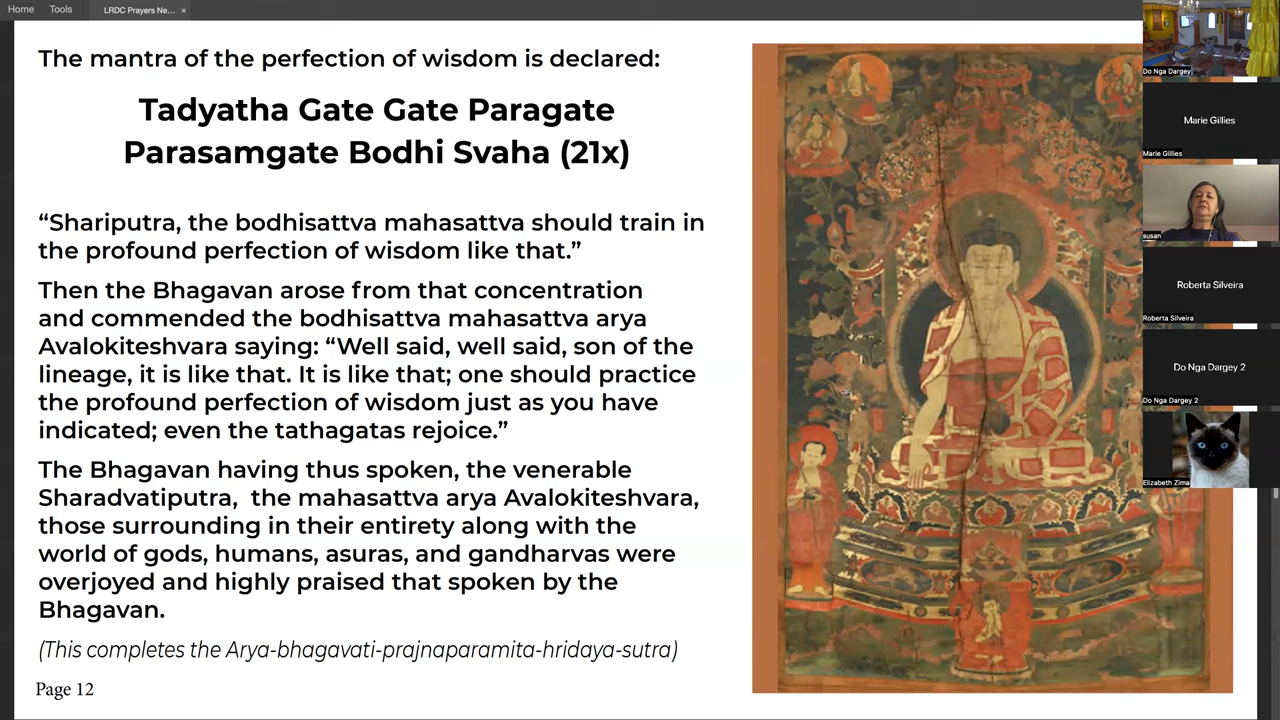 Home Tools LRDC Prayers Ne... ×
The mantra of the perfection of wisdom is declared:
Tadyatha Gate Gate Paragate
Parasamgate Bodhi Svaha (21x)
“Shariputra, the bodhisattva mahasattva should train in
the profound perfection of wisdom like that.”
Then the Bhagavan arose from that concentration
and commended the bodhisattva mahasattva arya
Avalokiteshvara saying: “Well said, well said, son of the
lineage, it is like that. It is like that; one should practice
the profound perfection of wisdom just as you have
indicated; even the tathagatas rejoice.”
The Bhagavan having thus spoken, the venerable
Sharadvatiputra,  the mahasattva arya Avalokiteshvara,
those surrounding in their entirety along with the
world of gods, humans, asuras, and gandharvas were
overjoyed and highly praised that spoken by the
Bhagavan.
(This completes the Arya-bhagavati-prajnaparamita-hridaya-sutra)
Page 12
Do Nga Dargey
Marie Gillies
Marie Gillies
susan
Roberta Silveira
Roberta Silveira
Do Nga Dargey 2
Do Nga Dargey 2
Elizabeth Zima